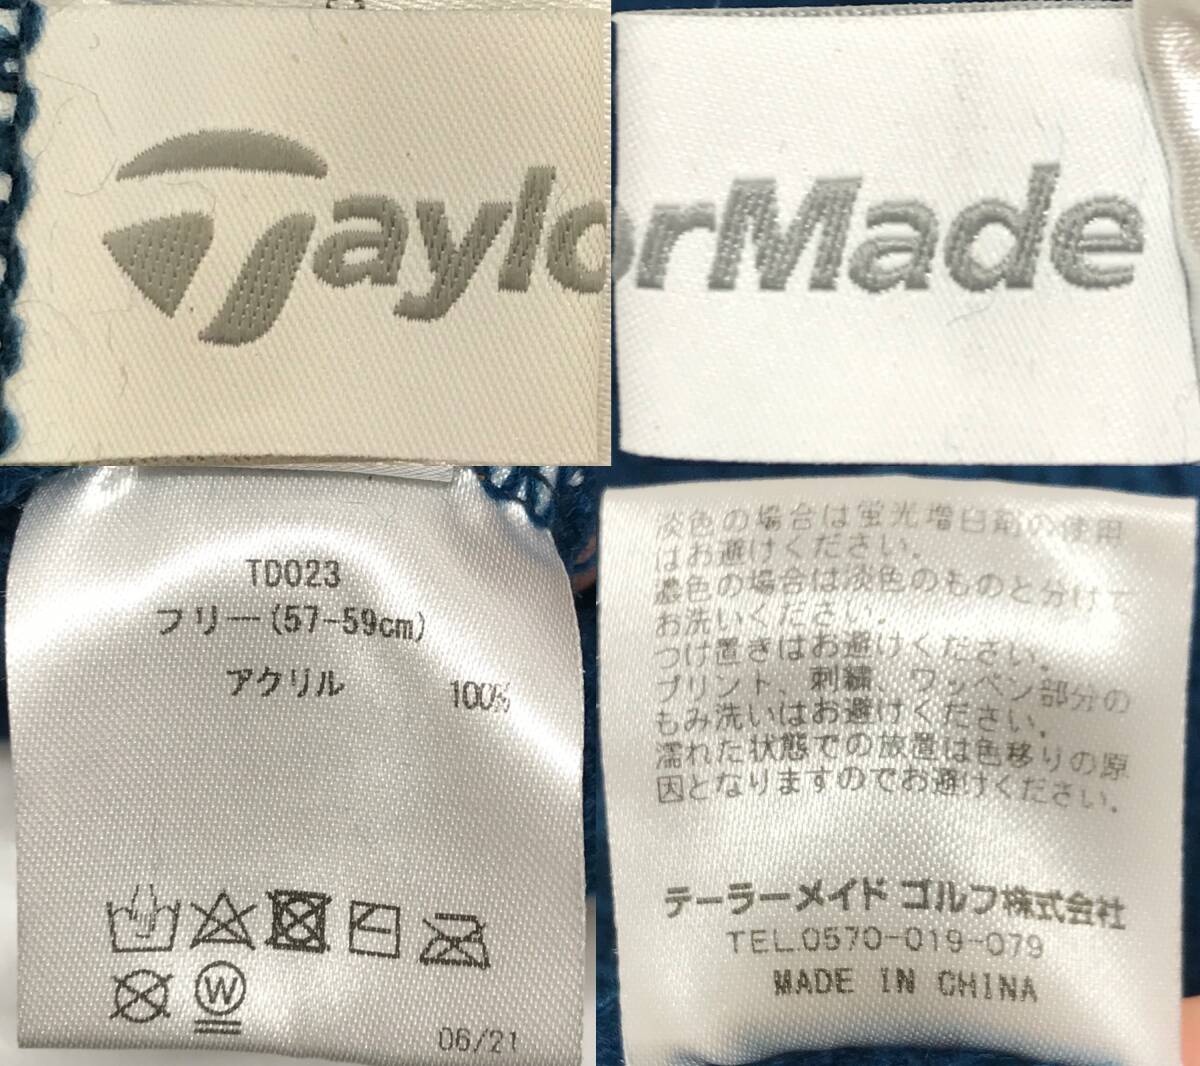 Taylo
orMade
TD023
フリー(57-59cm)
アクリル 100%
W
06/21
淡色の場合は蛍光増白剤の使用
はお避けください。
濃色の場合は淡色のものと分けて
お洗いください。
つけ置きはお避けください。
プリント、刺繍、ワッペン部分の
もみ洗いはお避けください。
濡れた状態での放置は色移りの原
因となりますのでお避けください。
テーラーメイド ゴルフ株式会社
TEL.0570-019-079
MADE IN CHINA